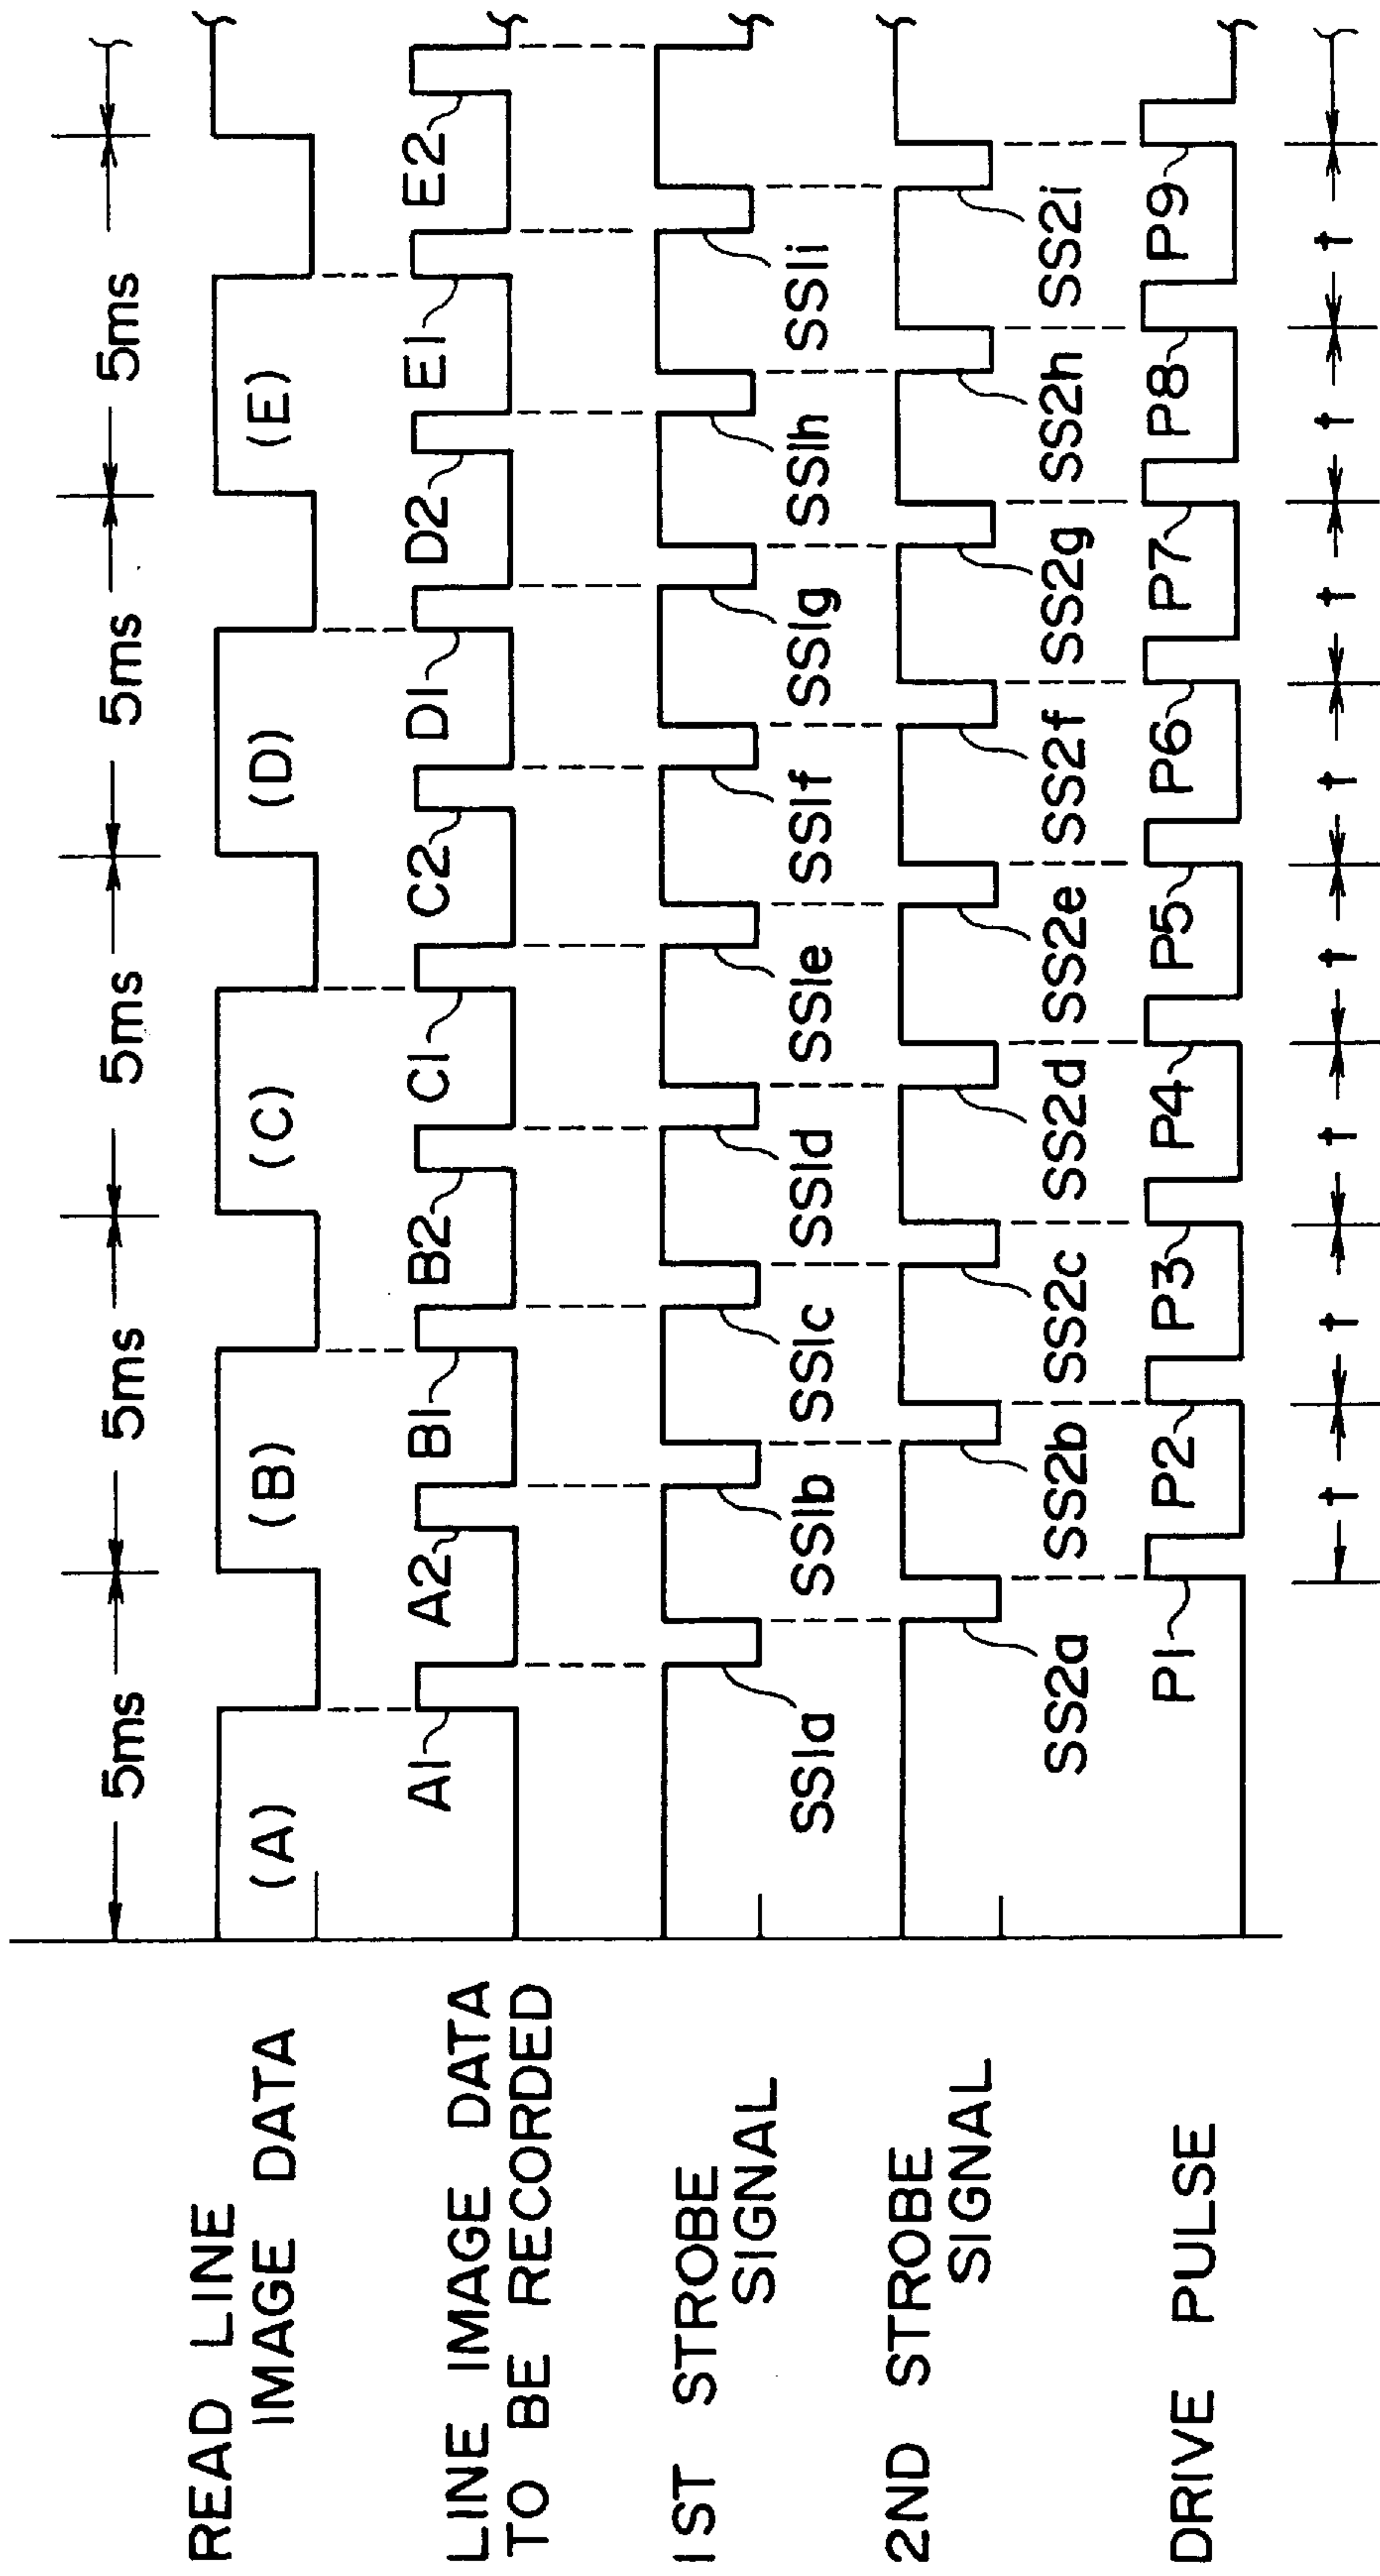 5ms 5ms 5ms 5ms 5ms
READ LINE
IMAGE DATA
(A) (B) (C) (D) (E)
LINE IMAGE DATA
TO BE RECORDED
A1 A2 B1 B2 C1 C2 D1 D2 E1 E2
1ST STROBE
SIGNAL
SS1a SS1b SS1c SS1d SS1e SS1f SS1g SS1h SS1i
2ND STROBE
SIGNAL
SS2a SS2b SS2c SS2d SS2e SS2f SS2g SS2h SS2i
DRIVE PULSE
P1 P2 P3 P4 P5 P6 P7 P8 P9
t t t t t t t t